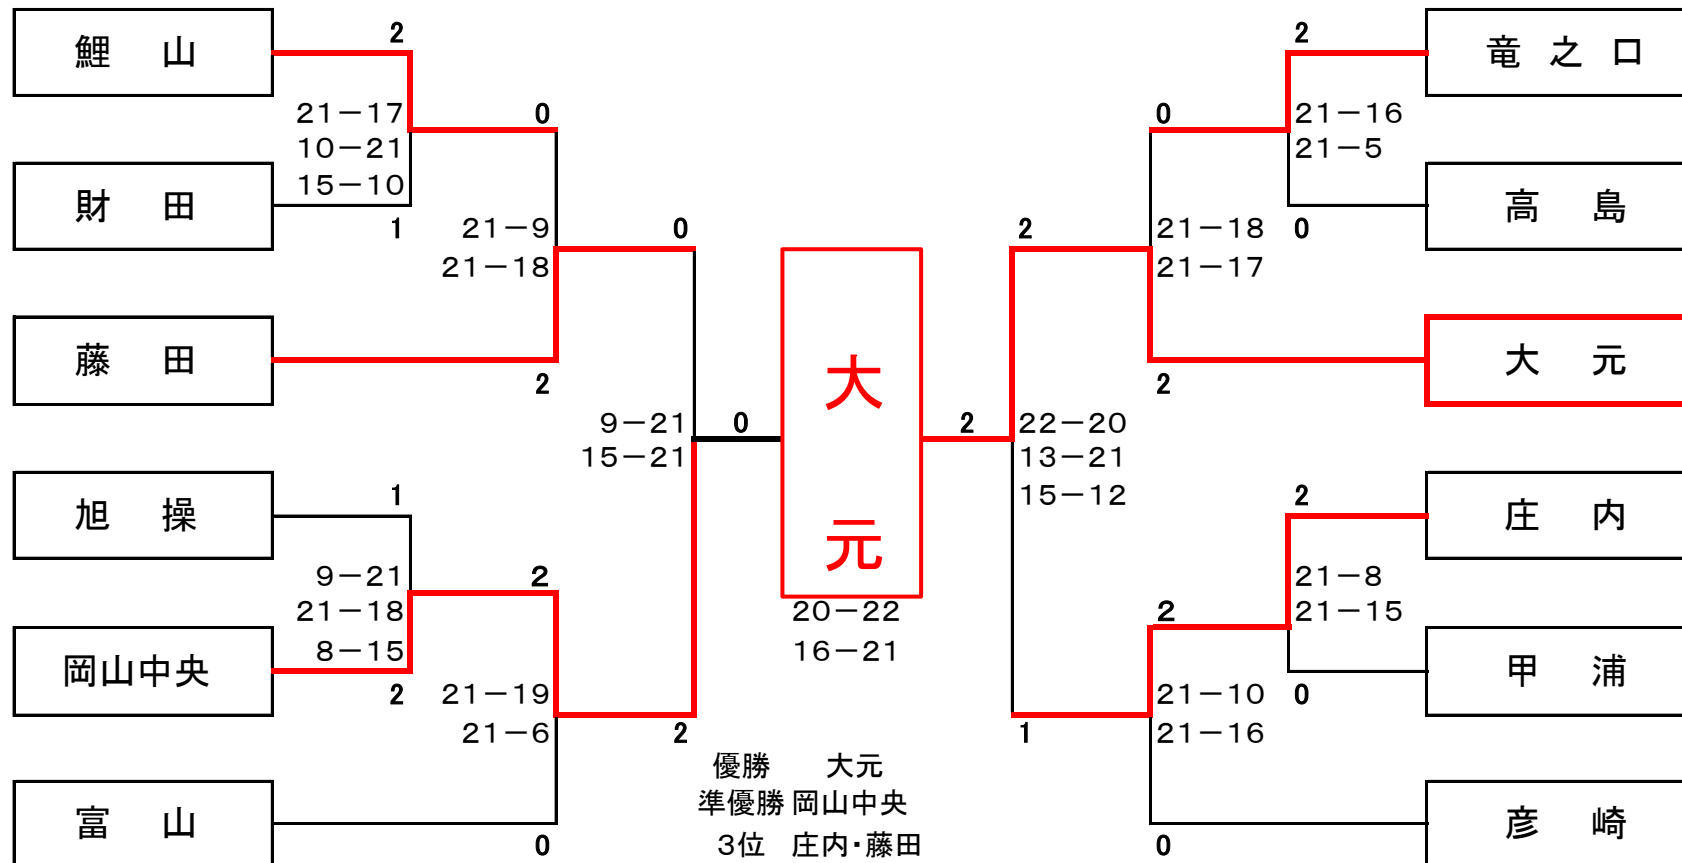 鯉 山
2
21－17
10－21
15－10
財 田
1
0
21－9
21－18
藤 田
2
0
9－21
15－21
0
旭 操
1
9－21
21－18
8－15
岡山中央
2
2
21－19
21－6
2
富 山
0
大
元
20－22
16－21
優勝 大元
準優勝 岡山中央
3位 庄内・藤田
竜 之 口
2
21－16
21－5
高 島
0
0
21－18
21－17
大 元
2
2
2
22－20
13－21
15－12
庄 内
2
21－8
21－15
甲 浦
0
2
21－10
21－16
1
彦 崎
0